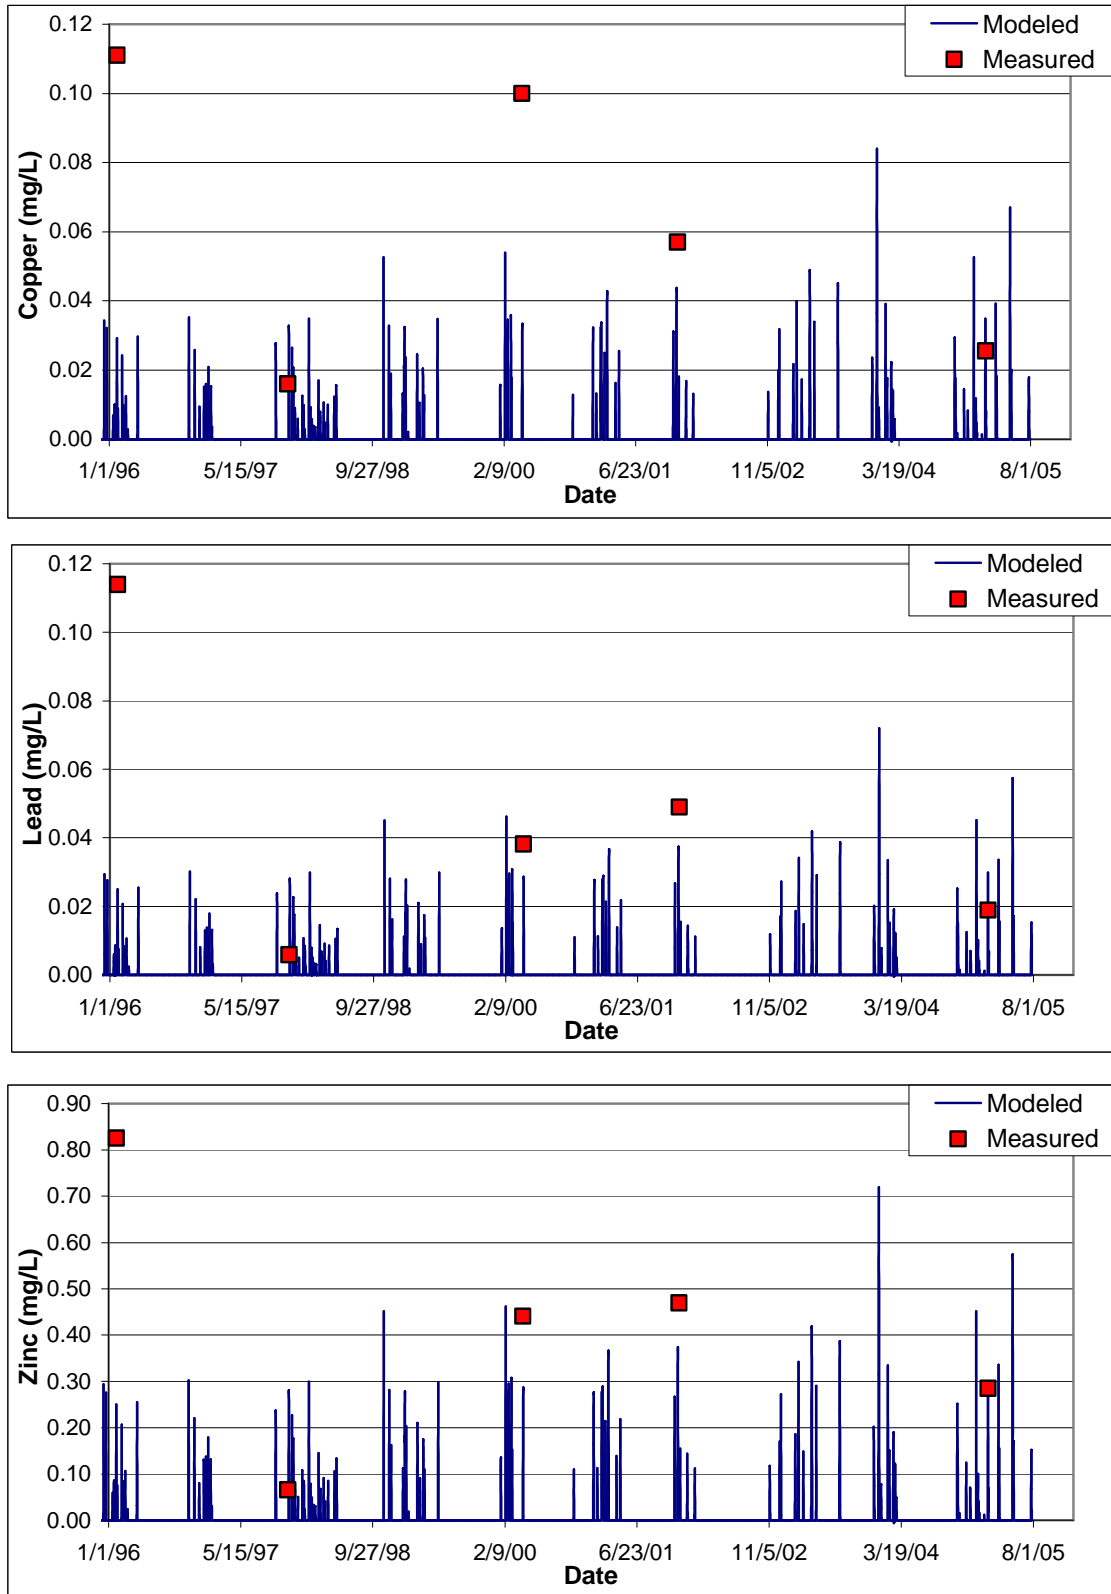 0.12
0.10
0.08
0.06
0.04
0.02
0.00
Copper (mg/L)
Modeled
Measured
1/1/96 5/15/97 9/27/98 2/9/00 6/23/01 11/5/02 3/19/04 8/1/05
Date
0.12
0.10
0.08
0.06
0.04
0.02
0.00
Lead (mg/L)
Modeled
Measured
1/1/96 5/15/97 9/27/98 2/9/00 6/23/01 11/5/02 3/19/04 8/1/05
Date
0.90
0.80
0.70
0.60
0.50
0.40
0.30
0.20
0.10
0.00
Zinc (mg/L)
Modeled
Measured
1/1/96 5/15/97 9/27/98 2/9/00 6/23/01 11/5/02 3/19/04 8/1/05
Date